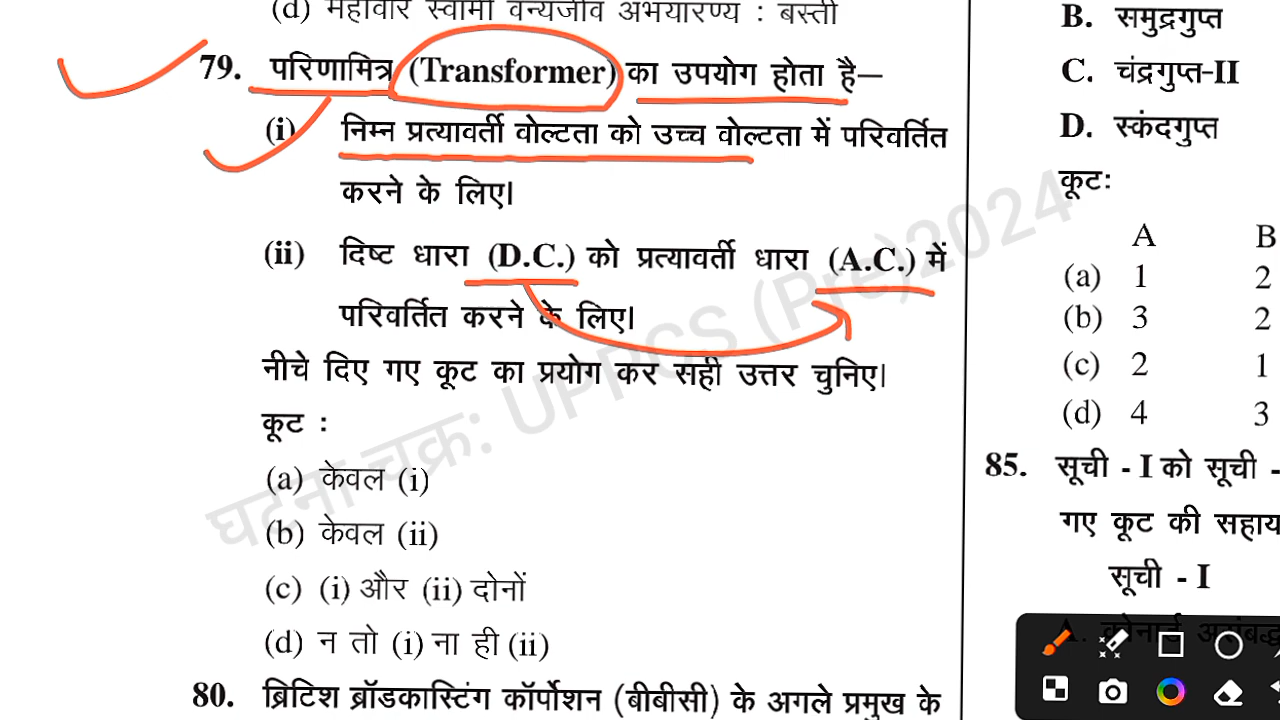 (d) महावीर स्वामी वन्यजीव अभयारण्य : बस्ती
79. परिणामित्र (Transformer) का उपयोग होता है—
(i) निम्न प्रत्यावर्ती वोल्टता को उच्च वोल्टता में परिवर्तित
करने के लिए।
(ii) दिष्ट धारा (D.C.) को प्रत्यावर्ती धारा (A.C.) में
परिवर्तित करने के लिए।
नीचे दिए गए कूट का प्रयोग कर सही उत्तर चुनिए।
कूट :
(a) केवल (i)
(b) केवल (ii)
(c) (i) और (ii) दोनों
(d) न तो (i) ना ही (ii)
80. ब्रिटिश ब्रॉडकास्टिंग कॉर्पोशन (बीबीसी) के अगले प्रमुख के
B. समुद्रगुप्त
C. चंद्रगुप्त-II
D. स्कंदगुप्त
कूटः
A B
(a) 1 2
(b) 3 2
(c) 2 1
(d) 4 3
85. सूची - I को सूची -
गए कूट की सहाय
सूची - I
A.
घटना चक्र: UPPCS (Pre) 2024